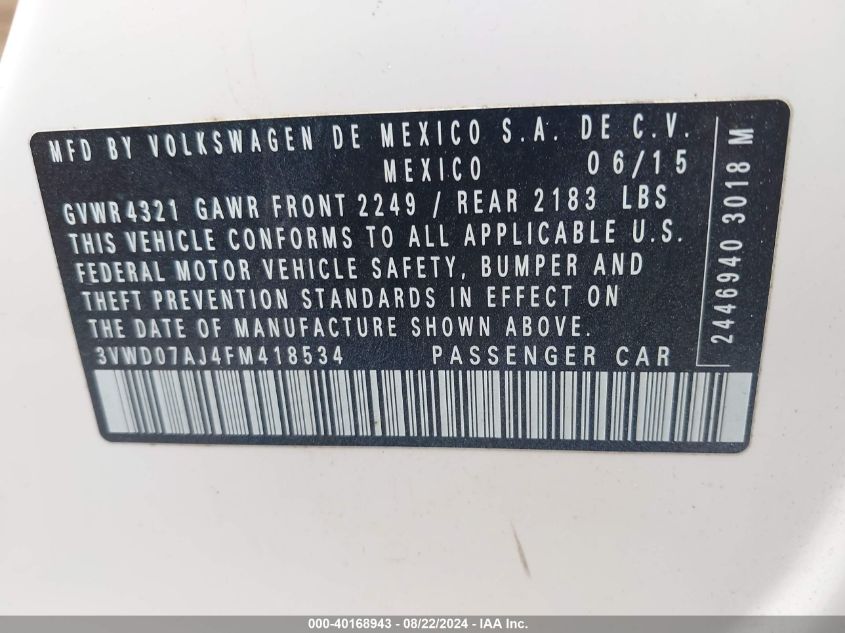 MFD BY VOLKSWAGEN DE MEXICO S.A. DE C.V.
MEXICO 06/15
GVWR4321 GAWR FRONT 2249 / REAR 2183 LBS
THIS VEHICLE CONFORMS TO ALL APPLICABLE U.S.
FEDERAL MOTOR VEHICLE SAFETY, BUMPER AND
THEFT PREVENTION STANDARDS IN EFFECT ON
THE DATE OF MANUFACTURE SHOWN ABOVE.
3VWD07AJ4FM418534 PASSENGER CAR
2446940 3018 M
000-40168943 - 08/22/2024 - IAA Inc.